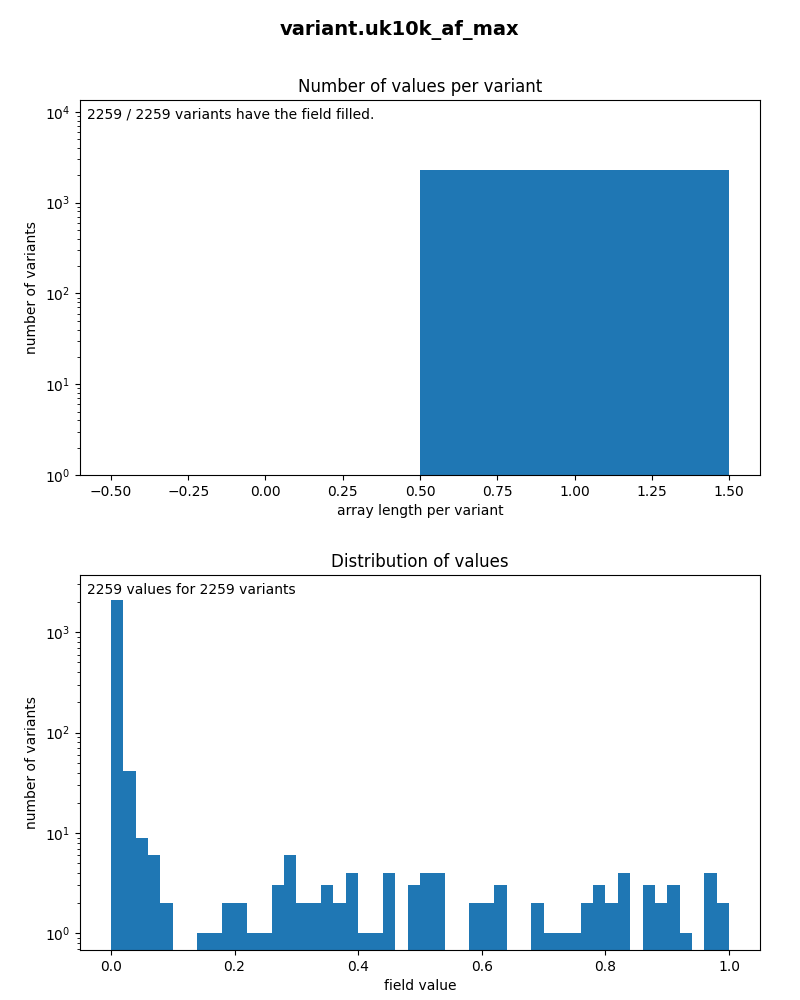 variant.uk10k_af_max
Number of values per variant
2259 / 2259 variants have the field filled.
10⁴
10³
10²
10¹
10⁰
number of variants
−0.50 −0.25 0.00 0.25 0.50 0.75 1.00 1.25 1.50
array length per variant
Distribution of values
2259 values for 2259 variants
10³
10²
10¹
10⁰
number of variants
0.0 0.2 0.4 0.6 0.8 1.0
field value